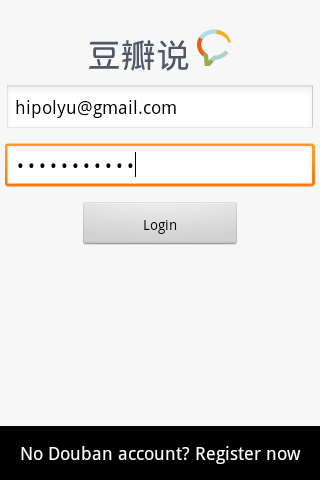 豆瓣说
hipolyu@gmail.com
•••••••••••
Login
No Douban account? Register now